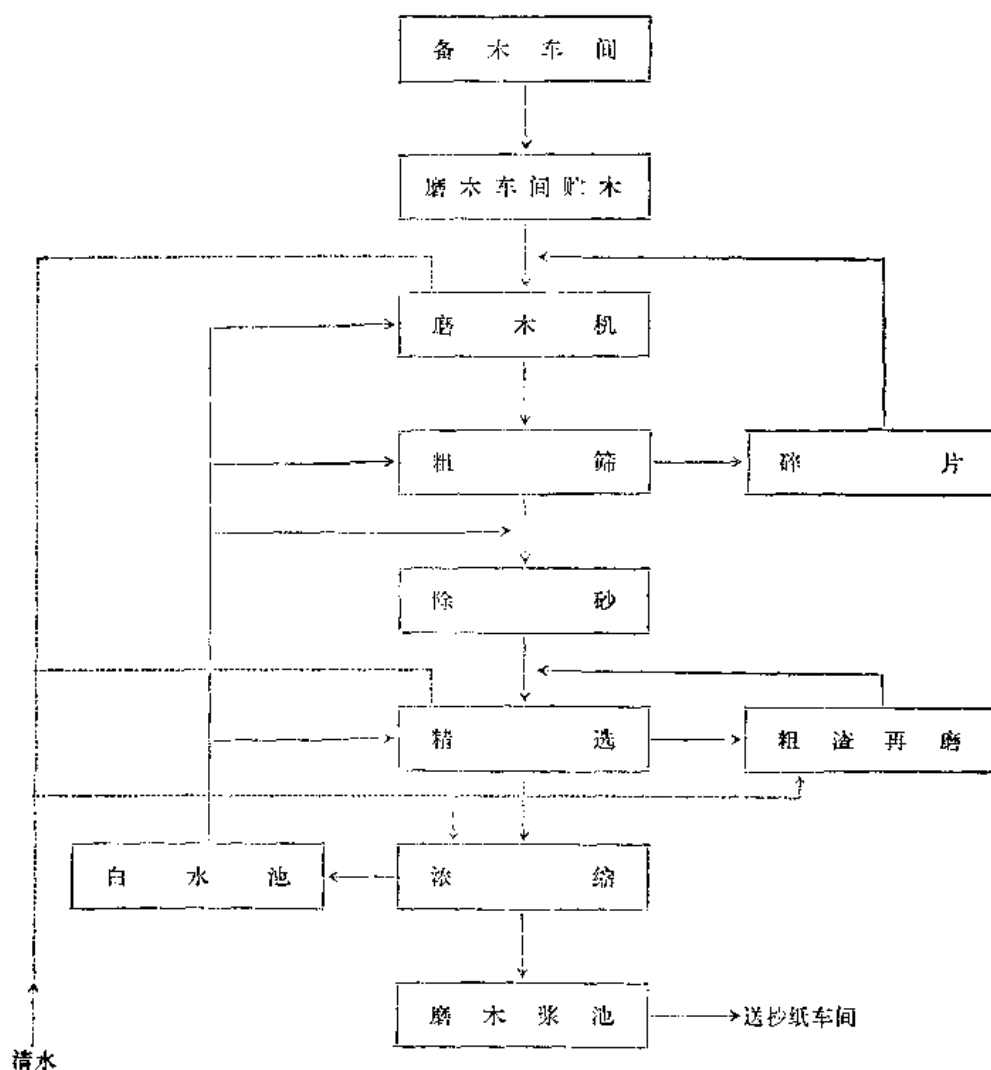 备木车间
磨木车间贮木
磨木机
粗筛
碎片
除砂
精选
粗渣再磨
白水池
浓缩
磨木浆池
送抄纸车间
清水